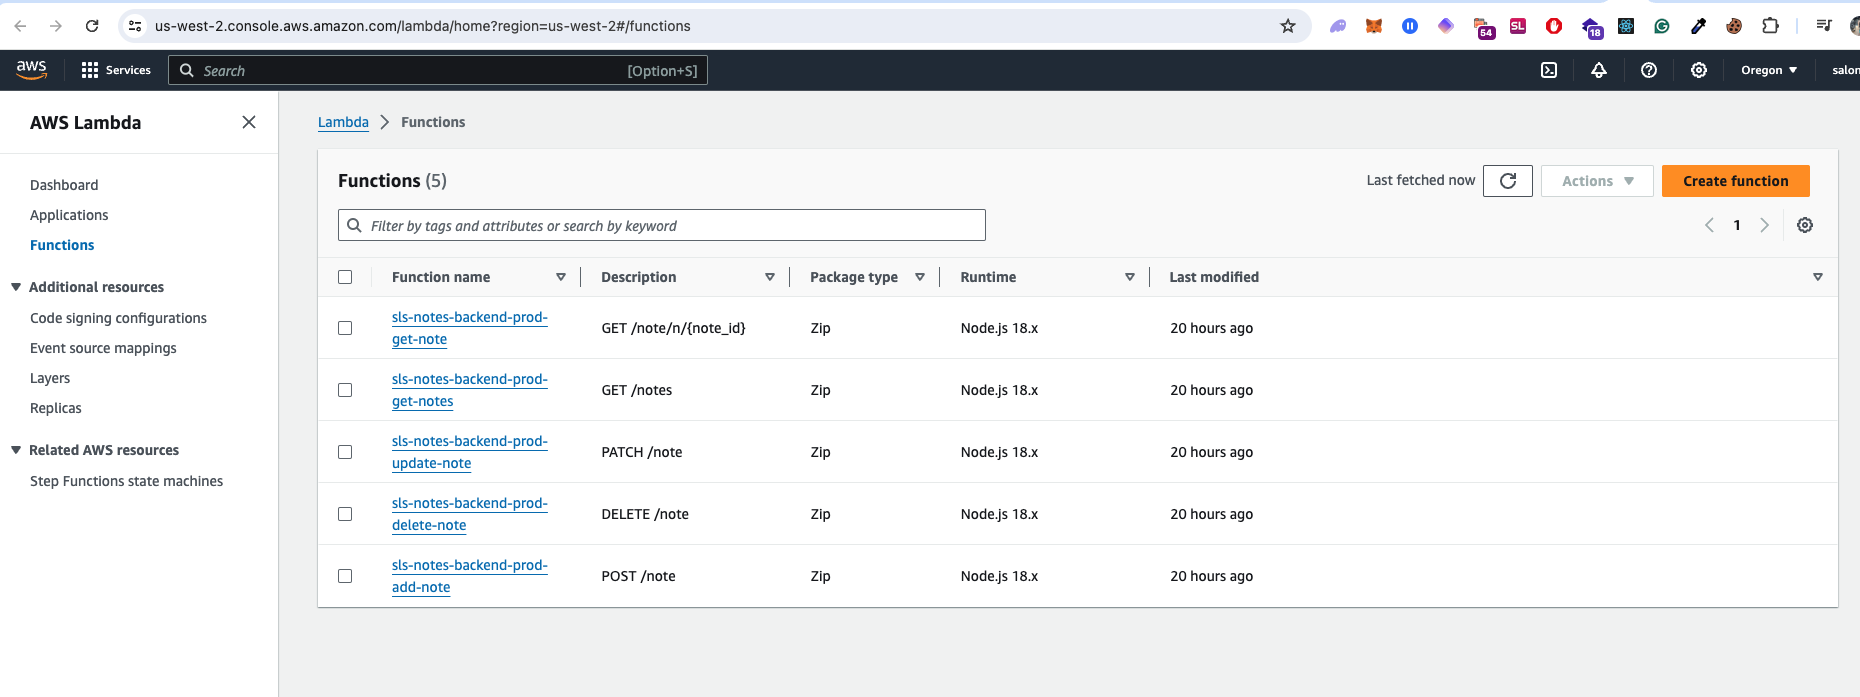 us-west-2.console.aws.amazon.com/lambda/home?region=us-west-2#/functions
54
SL
18
aws
Services
Search
[Option+S]
Oregon
salon
AWS Lambda
Dashboard
Applications
Functions
Additional resources
Code signing configurations
Event source mappings
Layers
Replicas
Related AWS resources
Step Functions state machines
Lambda
Functions
Functions (5)
Last fetched now
Actions
Create function
Filter by tags and attributes or search by keyword
1
Function name
Description
Package type
Runtime
Last modified
sls-notes-backend-prod-
get-note
GET /note/n/{note_id}
Zip
Node.js 18.x
20 hours ago
sls-notes-backend-prod-
get-notes
GET /notes
Zip
Node.js 18.x
20 hours ago
sls-notes-backend-prod-
update-note
PATCH /note
Zip
Node.js 18.x
20 hours ago
sls-notes-backend-prod-
delete-note
DELETE /note
Zip
Node.js 18.x
20 hours ago
sls-notes-backend-prod-
add-note
POST /note
Zip
Node.js 18.x
20 hours ago